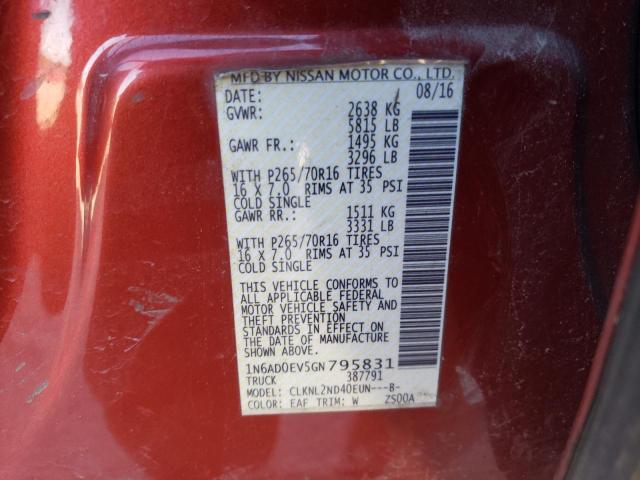 MFD BY NISSAN MOTOR CO., LTD.
DATE: 08/16
GVWR: 2638 KG
5815 LB
GAWR FR.: 1495 KG
3296 LB
WITH P265/70R16 TIRES
16 X 7.0 RIMS AT 35 PSI
COLD SINGLE
GAWR RR.: 1511 KG
3331 LB
WITH P265/70R16 TIRES
16 X 7.0 RIMS AT 35 PSI
COLD SINGLE
THIS VEHICLE CONFORMS TO
ALL APPLICABLE FEDERAL
MOTOR VEHICLE SAFETY AND
THEFT PREVENTION
STANDARDS IN EFFECT ON
THE DATE OF MANUFACTURE
SHOWN ABOVE.
1N6AD0EV5GN795831
TRUCK 387791
MODEL: CLKNL2ND40EUN---B-
COLOR: EAF TRIM: W ZS00A